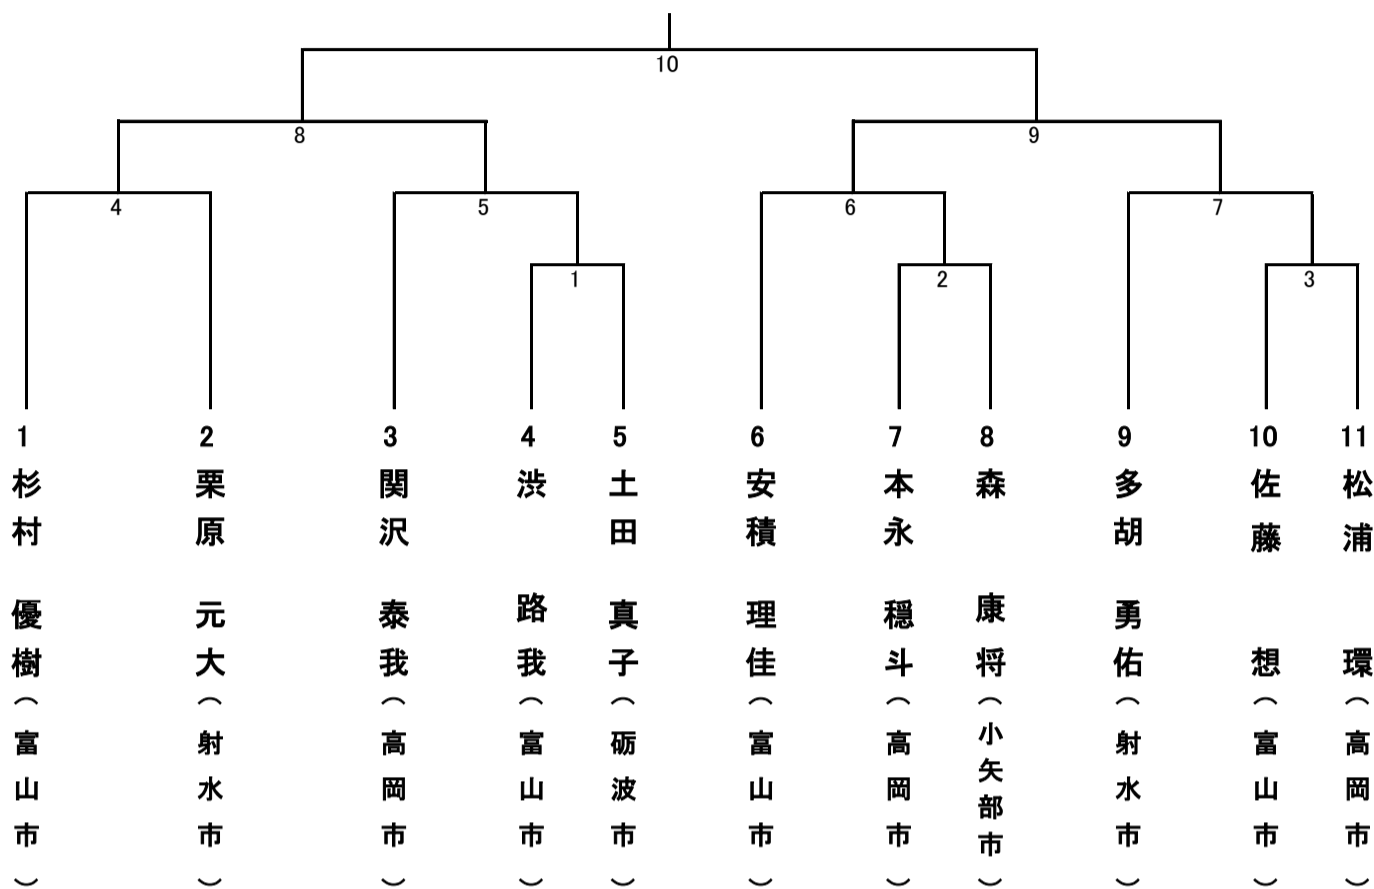 10
8
9
4
5
6
7
1
2
3
1 杉村 優樹（富山市）
2 栗原 元大（射水市）
3 関沢 泰我（高岡市）
4 渋 路我（富山市）
5 土田 真子（砺波市）
6 安積 理佳（富山市）
7 本永 穏斗（高岡市）
8 森 康将（小矢部市）
9 多胡 勇佑（射水市）
10 佐藤 想（富山市）
11 松浦 環（高岡市）